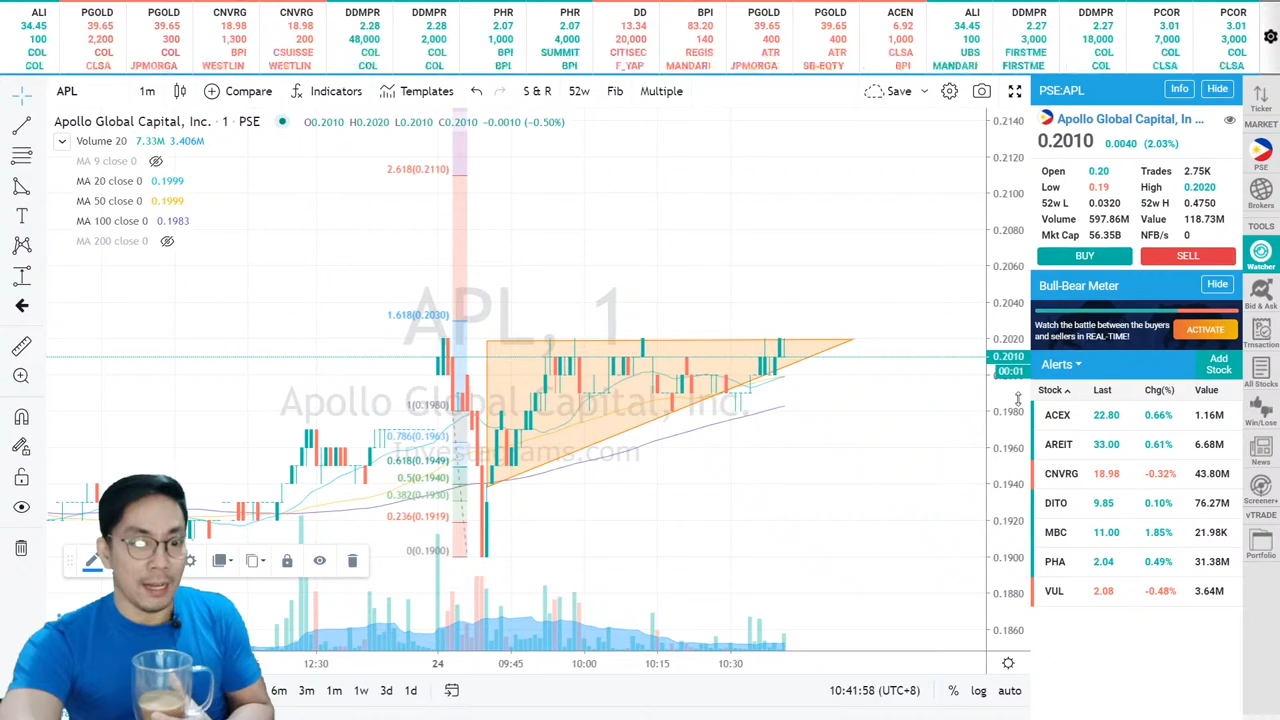 ALI PGOLD PGOLD CNVRG CNVRG DDMPR DDMPR PHR PHR DD BPI PGOLD PGOLD ACEN ALI DDMPR DDMPR PCOR PCOR
34.45 39.65 39.65 18.98 18.98 2.28 2.28 2.07 2.07 13.34 83.20 39.65 39.65 6.92 34.45 2.27 2.27 3.01 3.01
100 2,200 300 1,300 200 48,000 2,000 1,000 4,000 20,000 140 400 400 1,000 100 3,000 18,000 7,000 3,000
COL COL COL BPI CSUISSE COL COL BPI SUMMIT CITISEC REGIS ATR ATR CLSA UBS FIRSTME COL COL COL
COL CLSA JPMORGA WESTLIN WESTLIN COL COL BPI BPI F_YAP MANDARI JPMORGA SB-EQTY BPI MANDARI FIRSTME COL CLSA CLSA
APL 1m Compare Indicators Templates S & R 52w Fib Multiple Save
Apollo Global Capital, Inc. · 1 · PSE O0.2010 H0.2020 L0.2010 C0.2010 −0.0010 (−0.50%)
Volume 20 7.33M 3.406M
MA 9 close 0
MA 20 close 0 0.1999
MA 50 close 0 0.1999
MA 100 close 0 0.1983
MA 200 close 0
APL, 1
Apollo Global Capital, Inc.
Investagrams.com
2.618(0.2110)
1.618(0.2030)
1(0.1980)
0.786(0.1963)
0.618(0.1949)
0.5(0.1940)
0.382(0.1930)
0.236(0.1919)
0(0.1900)
0.2140
0.2120
0.2100
0.2080
0.2060
0.2040
0.2020
0.2010
00:01
0.1980
0.1960
0.1940
0.1920
0.1900
0.1880
0.1860
12:30 24 09:45 10:00 10:15 10:30
6m 3m 1m 1w 3d 1d
10:41:58 (UTC+8) % log auto
PSE:APL Info Hide
Apollo Global Capital, In ...
0.2010 0.0040 (2.03%)
Open 0.20 Trades 2.75K
Low 0.19 High 0.2020
52w L 0.0320 52w H 0.4750
Volume 597.86M Value 118.73M
Mkt Cap 56.35B NFB/s 0
BUY SELL
Bull-Bear Meter Hide
Watch the battle between the buyers
and sellers in REAL-TIME!
ACTIVATE
Alerts Add
Stock
Stock Last Chg(%) Value
ACEX 22.80 0.66% 1.16M
AREIT 33.00 0.61% 6.68M
CNVRG 18.98 -0.32% 43.80M
DITO 9.85 0.10% 76.27M
MBC 11.00 1.85% 21.98K
PHA 2.04 0.49% 31.38M
VUL 2.08 -0.48% 3.64M
Ticker
MARKET
PSE
Brokers
TOOLS
Watcher
Bid & Ask
Trnsaction
All Stocks
Win/Lose
News
Screener+
vTRADE
Portfolio